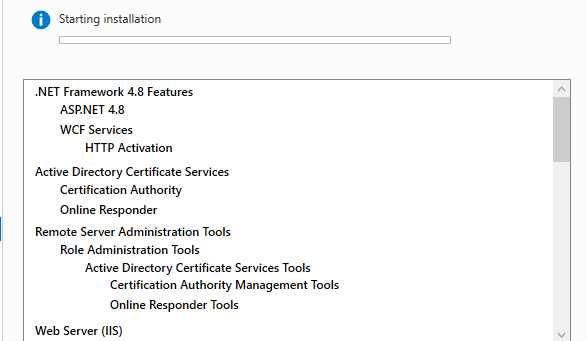 Starting installation
.NET Framework 4.8 Features
ASP.NET 4.8
WCF Services
HTTP Activation
Active Directory Certificate Services
Certification Authority
Online Responder
Remote Server Administration Tools
Role Administration Tools
Active Directory Certificate Services Tools
Certification Authority Management Tools
Online Responder Tools
Web Server (IIS)